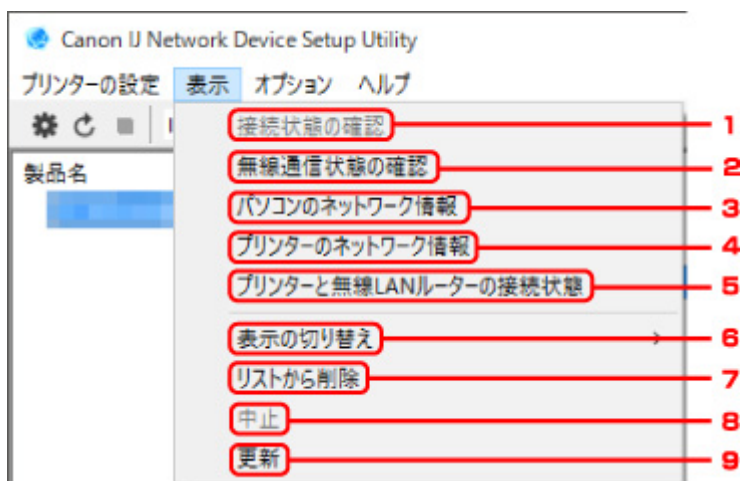 Canon IJ Network Device Setup Utility
プリンターの設定 表示 オプション ヘルプ
接続状態の確認 1
製品名
無線通信状態の確認 2
パソコンのネットワーク情報 3
プリンターのネットワーク情報 4
プリンターと無線LANルーターの接続状態 5
表示の切り替え 6
リストから削除 7
中止 8
更新 9